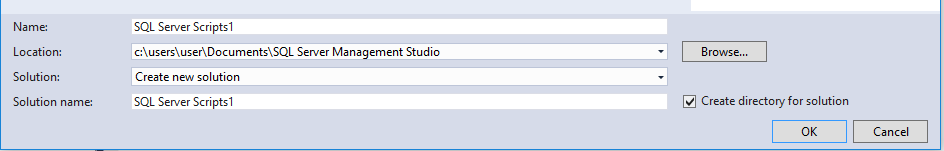 Name: SQL Server Scripts1
Location: c:\users\user\Documents\SQL Server Management Studio Browse...
Solution: Create new solution
Solution name: SQL Server Scripts1 Create directory for solution
OK Cancel